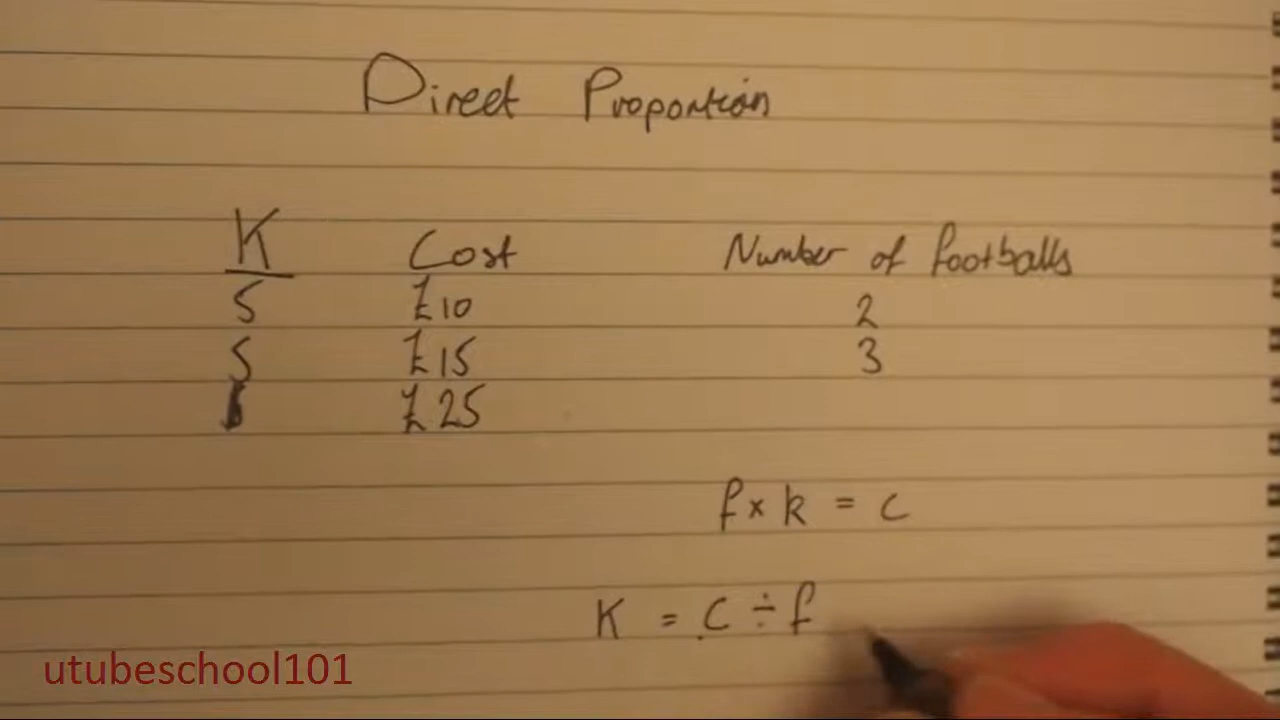 Direct Proportion
K Cost Number of footballs
5 £10 2
5 £15 3
£25
f × k = c
K = c ÷ f
utubeschool101